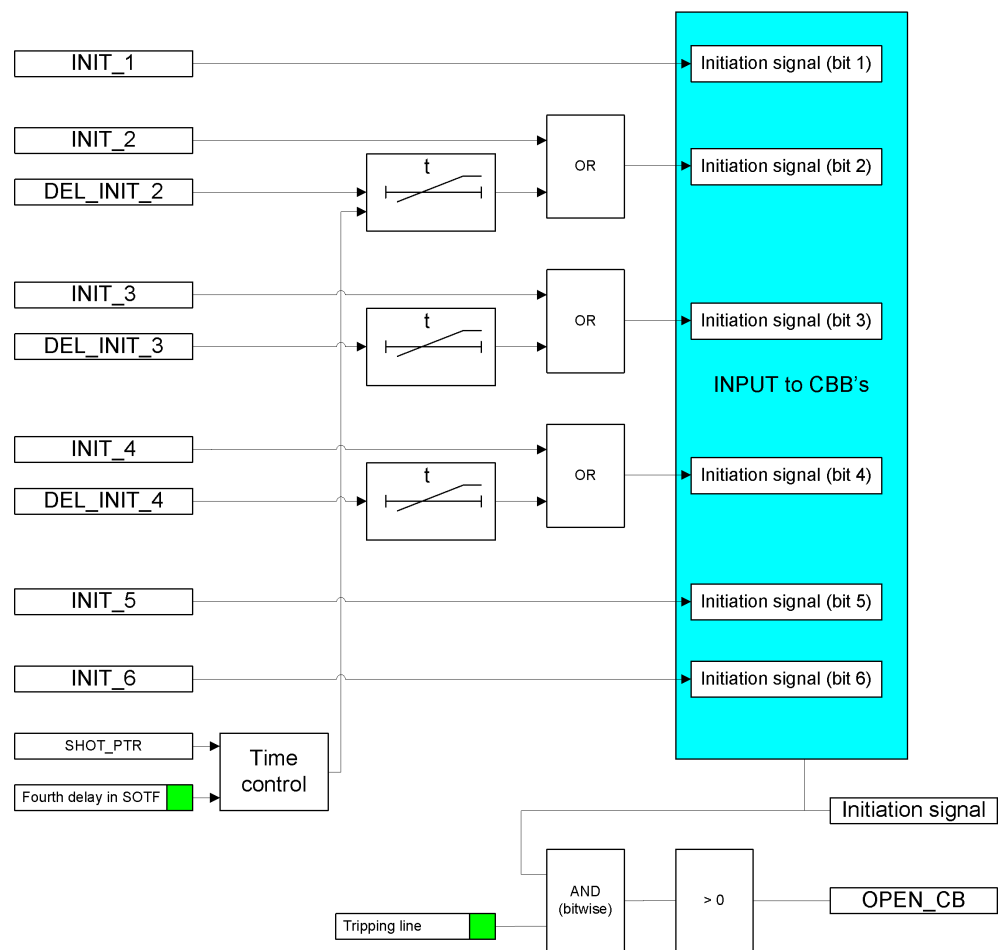 INIT_1
Initiation signal (bit 1)
INIT_2
OR
Initiation signal (bit 2)
t
DEL_INIT_2
INIT_3
OR
Initiation signal (bit 3)
t
DEL_INIT_3
INPUT to CBB's
INIT_4
OR
Initiation signal (bit 4)
t
DEL_INIT_4
INIT_5
Initiation signal (bit 5)
INIT_6
Initiation signal (bit 6)
SHOT_PTR
Time
control
Fourth delay in SOTF
Initiation signal
AND
(bitwise)
> 0
OPEN_CB
Tripping line